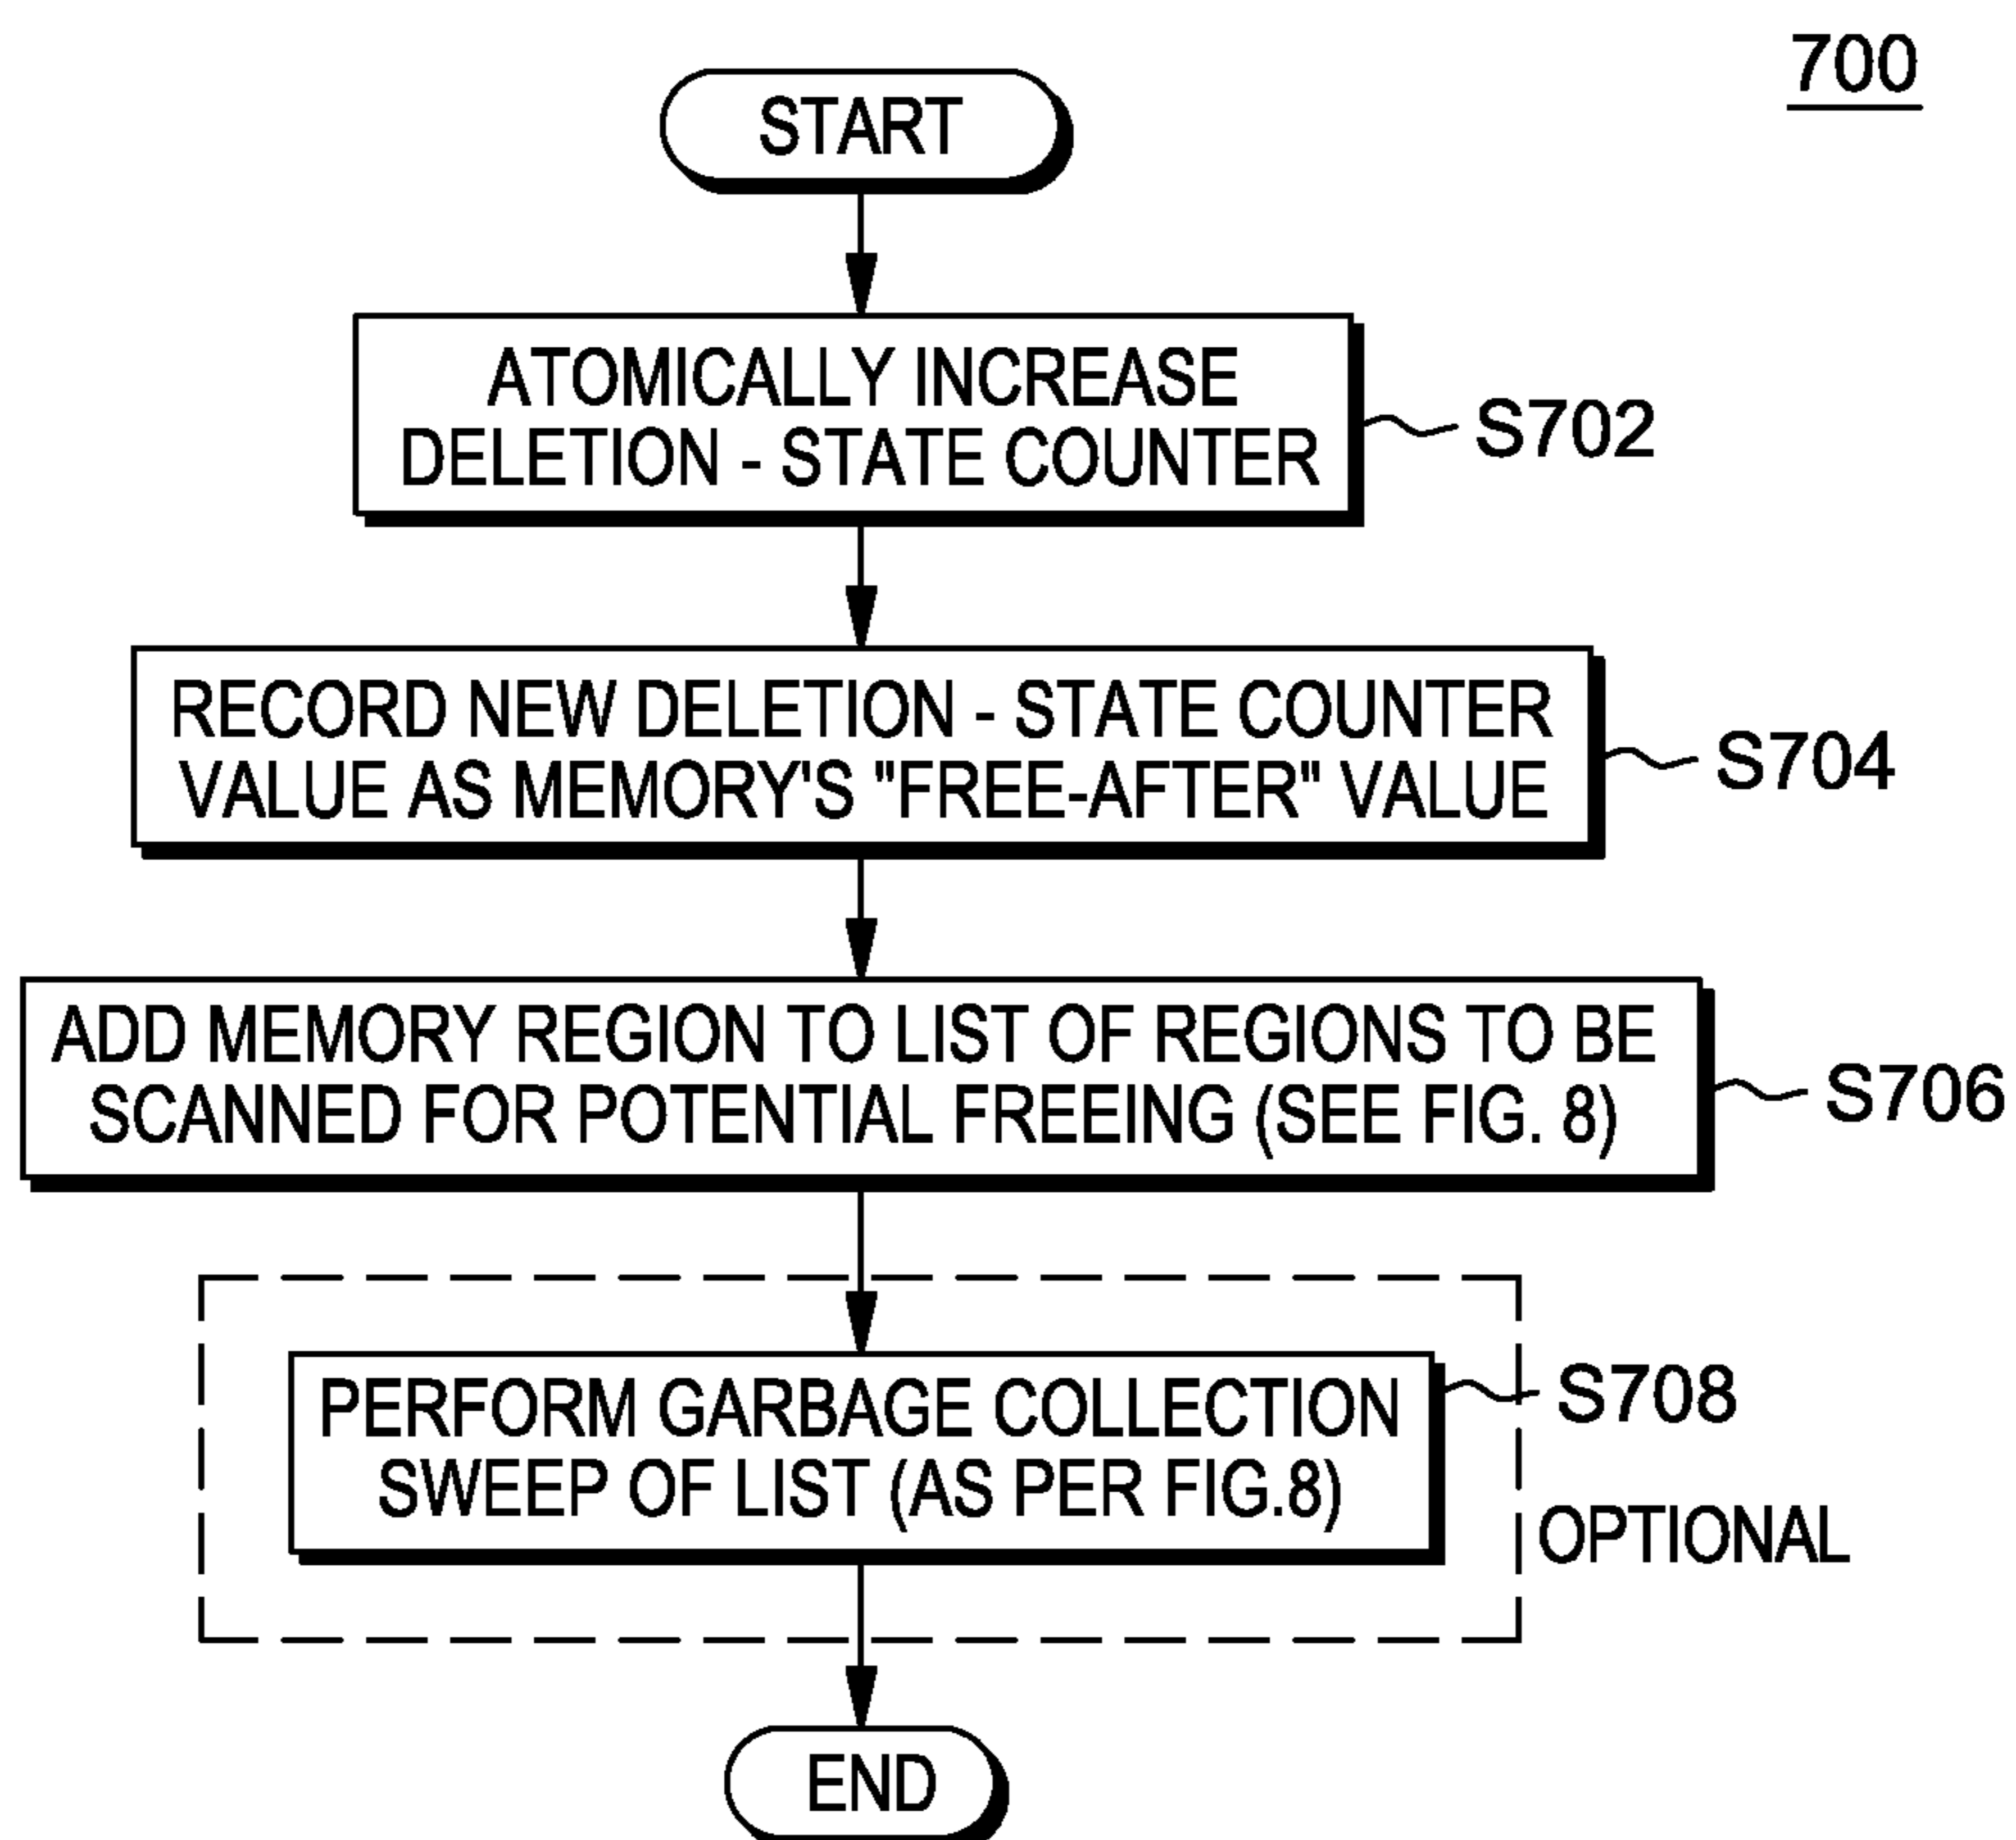 700
START
ATOMICALLY INCREASE
DELETION - STATE COUNTER
S702
RECORD NEW DELETION - STATE COUNTER
VALUE AS MEMORY'S "FREE-AFTER" VALUE
S704
ADD MEMORY REGION TO LIST OF REGIONS TO BE
SCANNED FOR POTENTIAL FREEING (SEE FIG. 8)
S706
PERFORM GARBAGE COLLECTION
SWEEP OF LIST (AS PER FIG.8)
S708
OPTIONAL
END